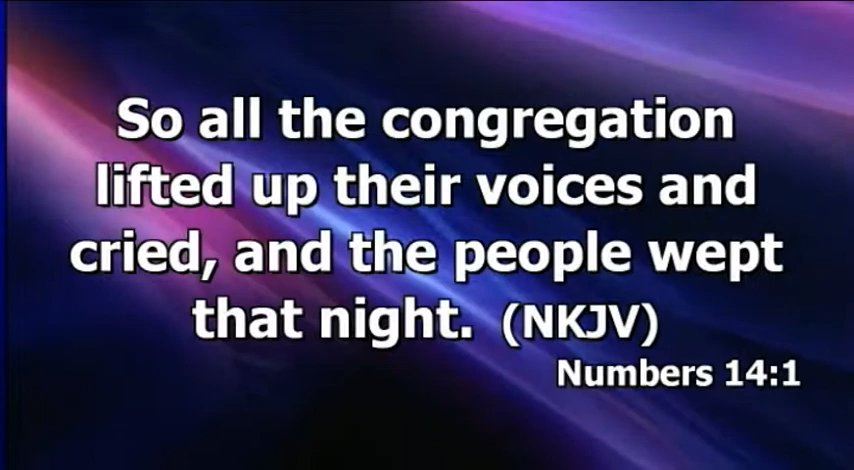 So all the congregation
lifted up their voices and
cried, and the people wept
that night. (NKJV)
Numbers 14:1